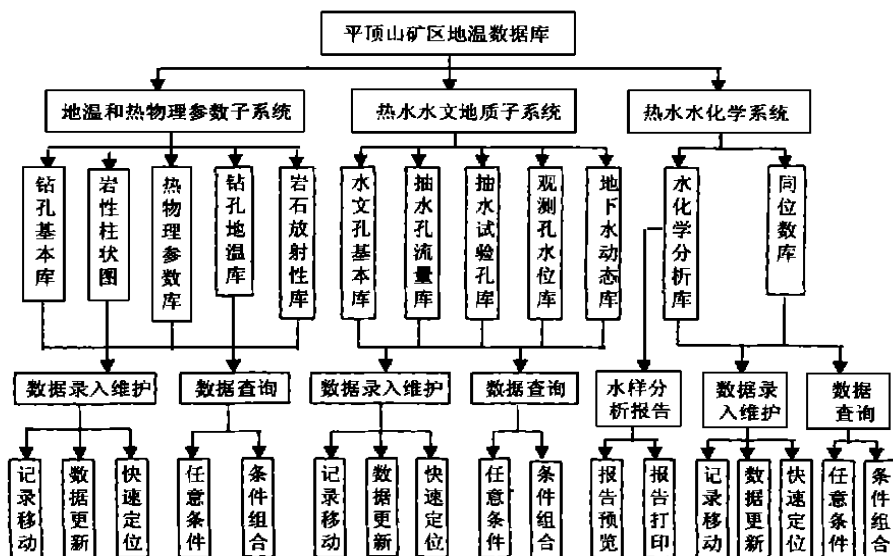 平顶山矿区地温数据库
地温和热物理参数子系统
热水水文地质子系统
热水水化学系统
钻孔基本库
岩性柱状图
热物理参数库
钻孔地温库
岩石放射性库
水文孔基本库
抽水孔流量库
抽水试验孔库
观测孔水位库
地下水动态库
水化学分析库
同位数库
数据录入维护
数据查询
数据录入维护
数据查询
水样分
析报告
数据录
入维护
数据
查询
记录移动
数据更新
快速定位
任意条件
条件组合
记录移动
数据更新
快速定位
任意条件
条件组合
报告预览
报告打印
记录移动
数据更新
快速定位
任意条件
条件组合